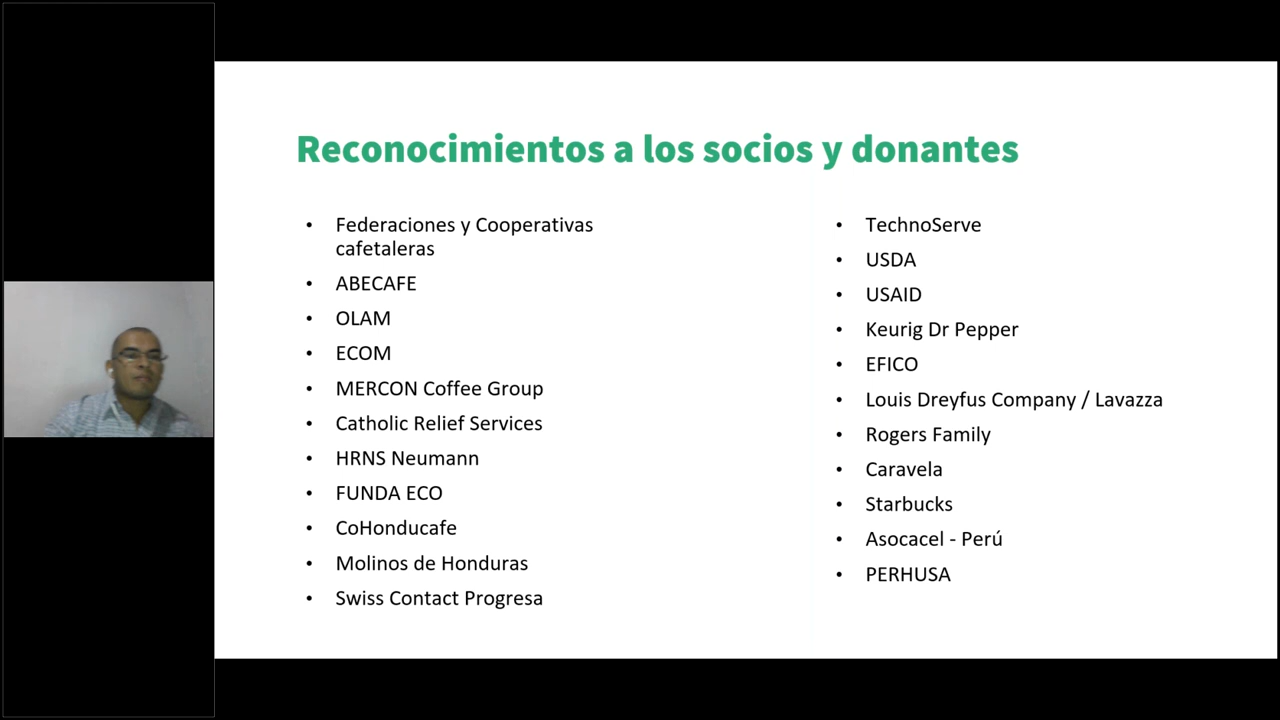 Reconocimientos a los socios y donantes
• Federaciones y Cooperativas
cafetaleras
• ABECAFE
• OLAM
• ECOM
• MERCON Coffee Group
• Catholic Relief Services
• HRNS Neumann
• FUNDA ECO
• CoHonducafe
• Molinos de Honduras
• Swiss Contact Progresa
• TechnoServe
• USDA
• USAID
• Keurig Dr Pepper
• EFICO
• Louis Dreyfus Company / Lavazza
• Rogers Family
• Caravela
• Starbucks
• Asocacel - Perú
• PERHUSA